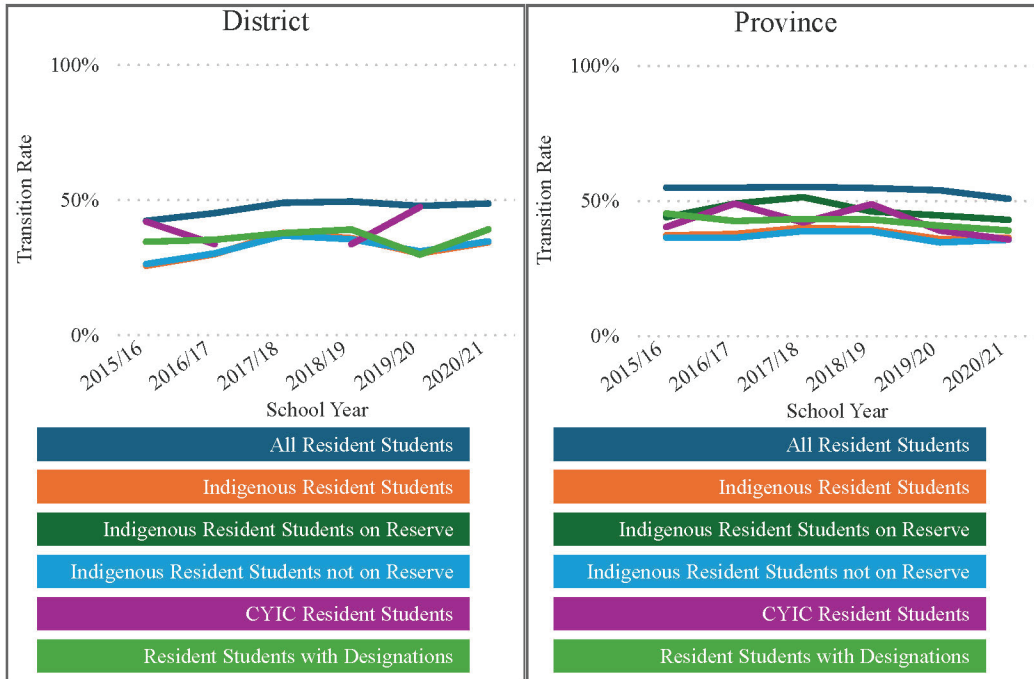 District
100%
50%
0%
Transition Rate
2015/16
2016/17
2017/18
2018/19
2019/20
2020/21
School Year
All Resident Students
Indigenous Resident Students
Indigenous Resident Students on Reserve
Indigenous Resident Students not on Reserve
CYIC Resident Students
Resident Students with Designations
Province
100%
50%
0%
Transition Rate
2015/16
2016/17
2017/18
2018/19
2019/20
2020/21
School Year
All Resident Students
Indigenous Resident Students
Indigenous Resident Students on Reserve
Indigenous Resident Students not on Reserve
CYIC Resident Students
Resident Students with Designations